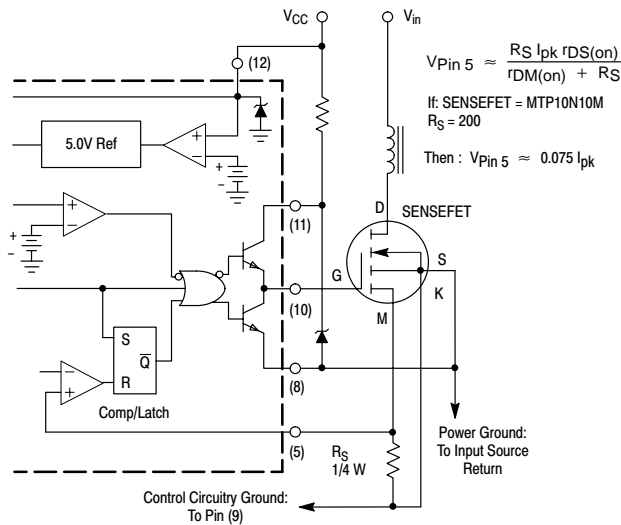 VCC
Vin
(12)
VPin 5 ≈ RS Ipk rDS(on)
rDM(on) + RS
If: SENSEFET = MTP10N10M
RS = 200
Then : VPin 5 ≈ 0.075 Ipk
5.0V Ref
+
−
+
−
+
−
+
−
D
SENSEFET
(11)
G
S
K
(10)
M
S
Q
R
Comp/Latch
−
+
(8)
(5)
RS
1/4 W
Power Ground:
To Input Source
Return
Control Circuitry Ground:
To Pin (9)